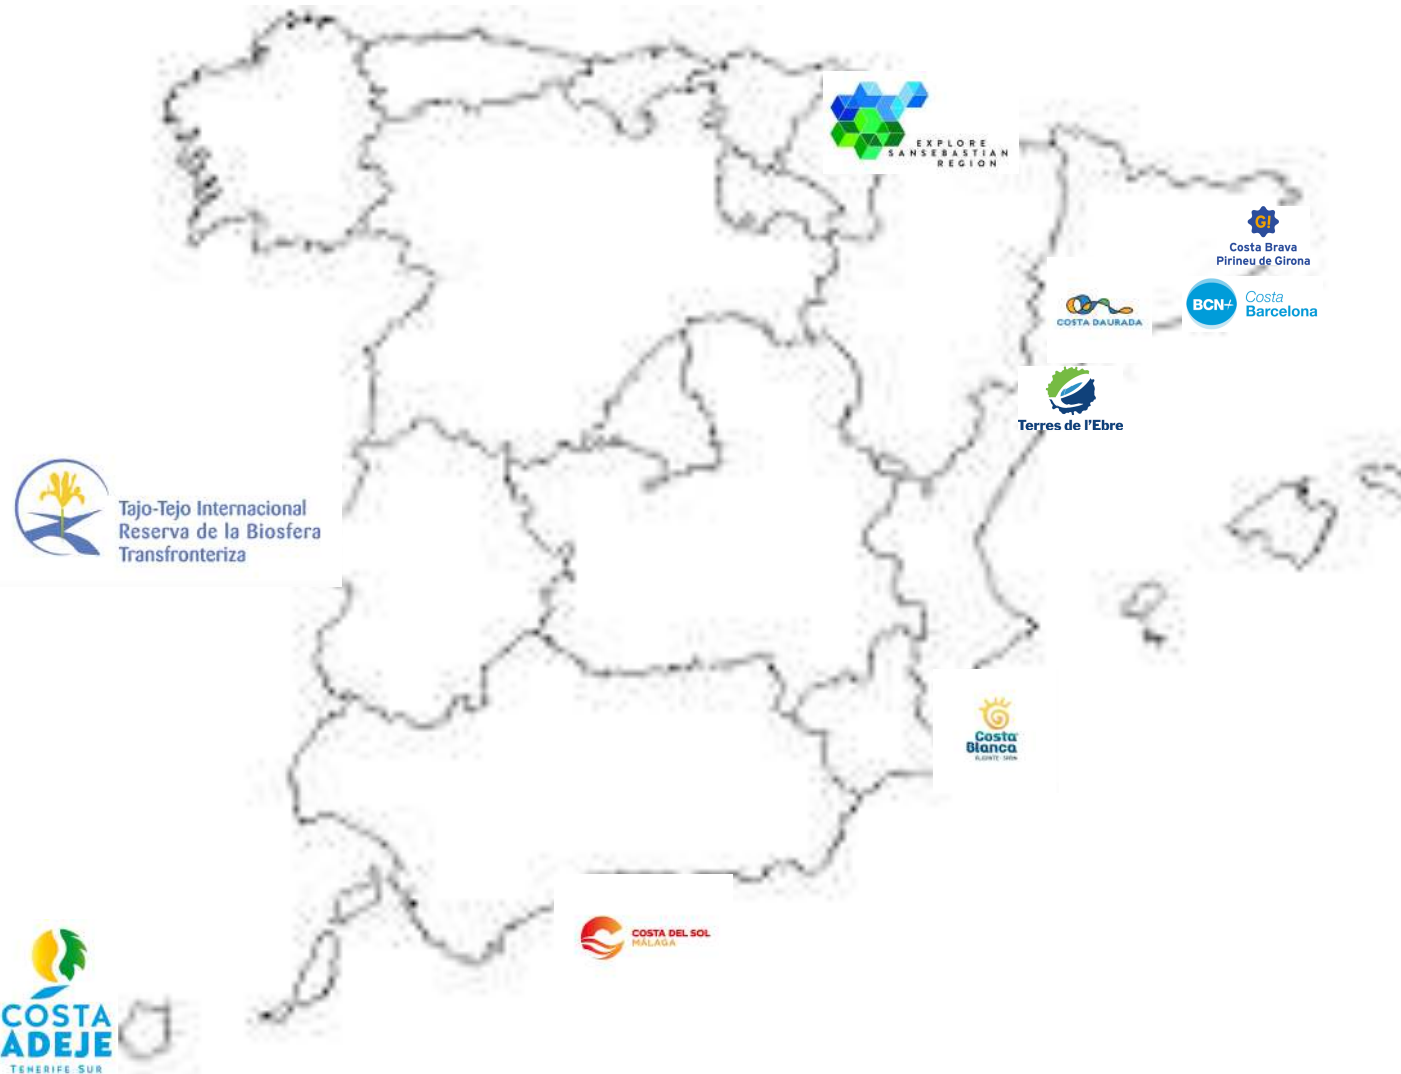 EXPLORE
SANSEBASTIAN
REGION
G!
Costa Brava
Pirineu de Girona
COSTA DAURADA
BCN+
Costa
Barcelona
Terres de l'Ebre
Tajo-Tejo Internacional
Reserva de la Biosfera
Transfronteriza
Costa
Blanca
COSTA DEL SOL
MÁLAGA
COSTA
ADEJE
TENERIFE SUR